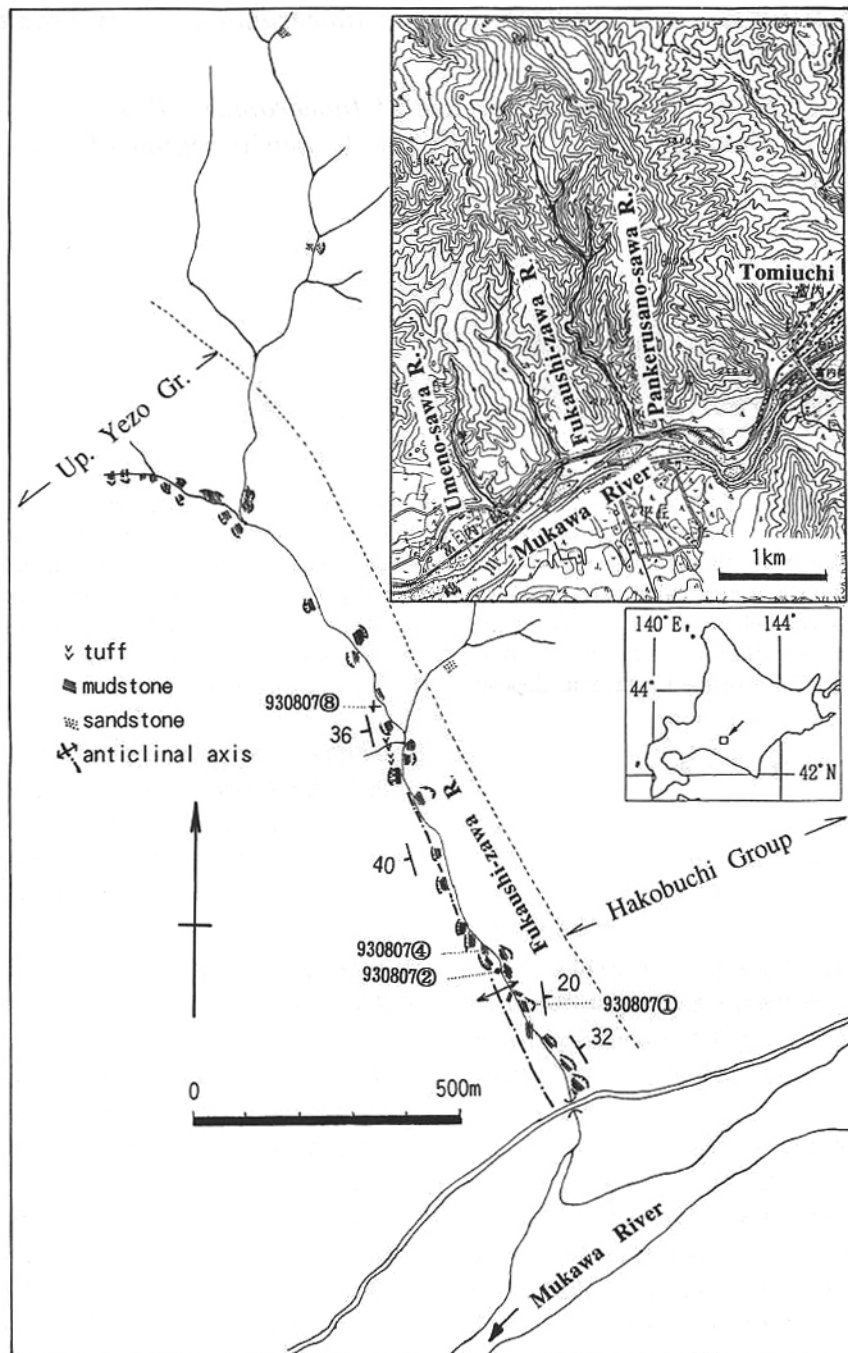 Umeno-sawa R.
Fukaushi-zawa R.
Pankerusano-sawa R.
Tomiuchi
富内
Mukawa River
1km
Up. Yezo Gr.
140°E
144°
44°
42°N
tuff
mudstone
sandstone
anticlinal axis
930807⑧
36
Fukaushi-zawa R.
40
Hakobuchi Group
930807④
930807②
20
930807①
32
0
500m
Mukawa River